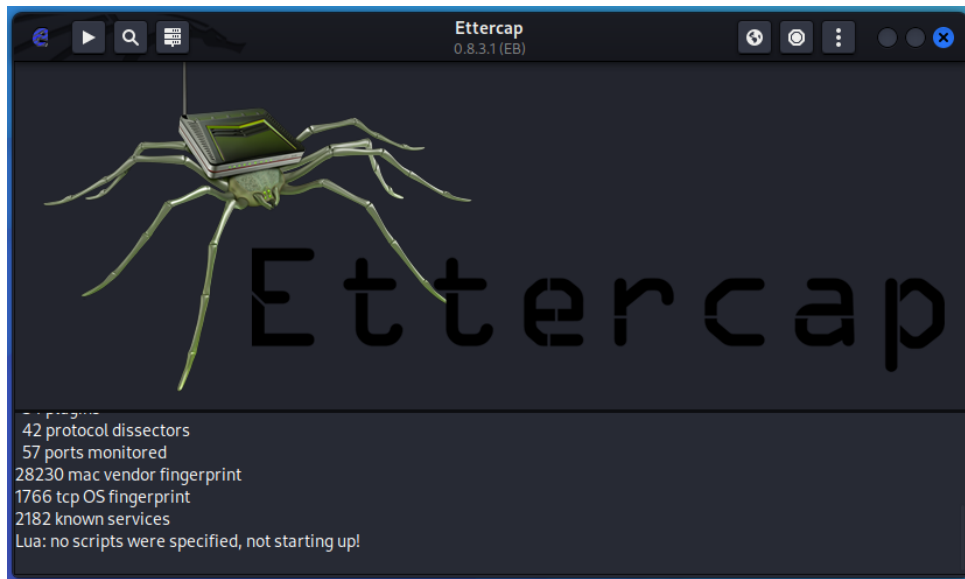 Ettercap
0.8.3.1 (EB)
Ettercap
plugins
42 protocol dissectors
57 ports monitored
28230 mac vendor fingerprint
1766 tcp OS fingerprint
2182 known services
Lua: no scripts were specified, not starting up!